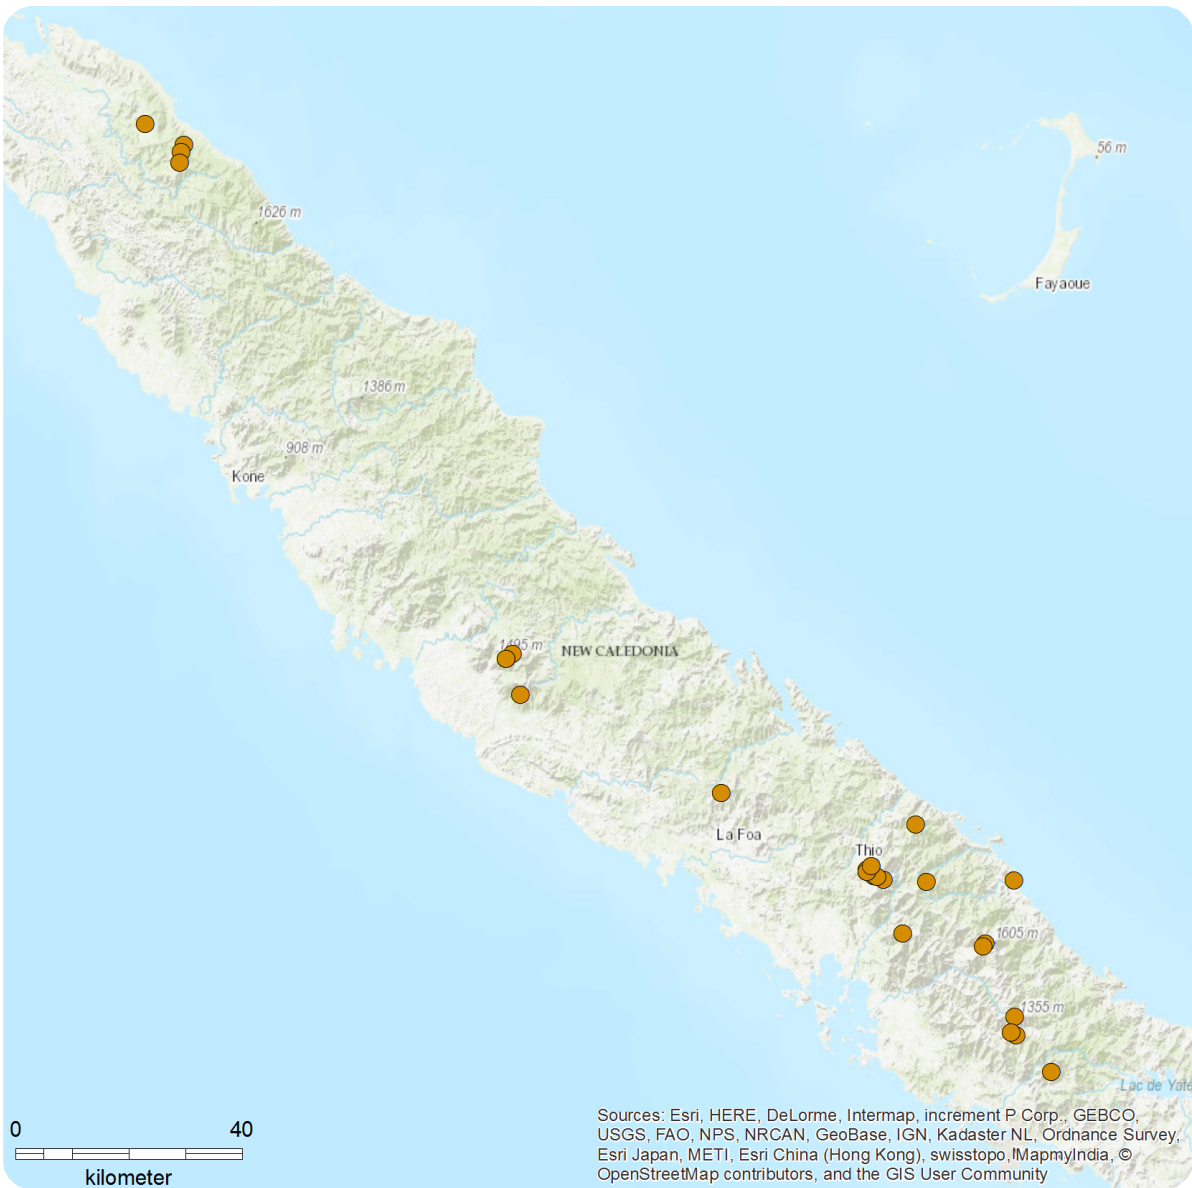 56 m
1626 m
Fayaoue
1386 m
908 m
Kone
1495 m
NEW CALEDONIA
La Foa
Thio
1605 m
1355 m
Lac de Yaté
0 40
kilometer
Sources: Esri, HERE, DeLorme, Intermap, increment P Corp., GEBCO,
USGS, FAO, NPS, NRCAN, GeoBase, IGN, Kadaster NL, Ordnance Survey,
Esri Japan, METI, Esri China (Hong Kong), swisstopo, MapmyIndia, ©
OpenStreetMap contributors, and the GIS User Community